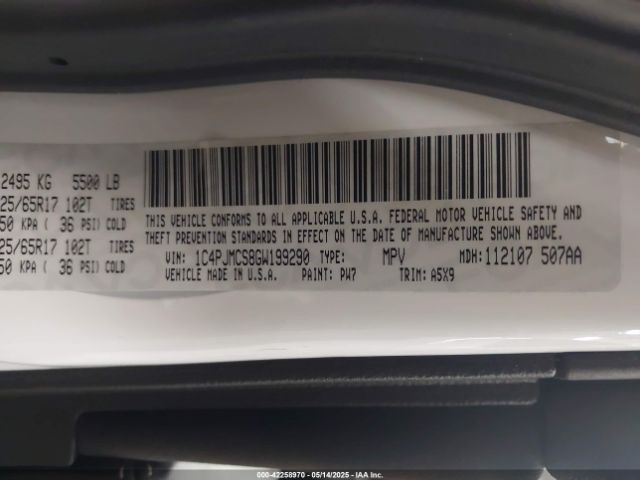 2495 KG 5500 LB
25/65R17 102T TIRES
50 KPA ( 36 PSI) COLD
25/65R17 102T TIRES
50 KPA ( 36 PSI) COLD
THIS VEHICLE CONFORMS TO ALL APPLICABLE U.S.A. FEDERAL MOTOR VEHICLE SAFETY AND
THEFT PREVENTION STANDARDS IN EFFECT ON THE DATE OF MANUFACTURE SHOWN ABOVE.
VIN: 1C4PJMCS8GW199290 TYPE: MPV MDH: 112107 507AA
VEHICLE MADE IN U.S.A. PAINT: PW7 TRIM: A5X9
000-42258970 - 05/14/2025 - IAA Inc.